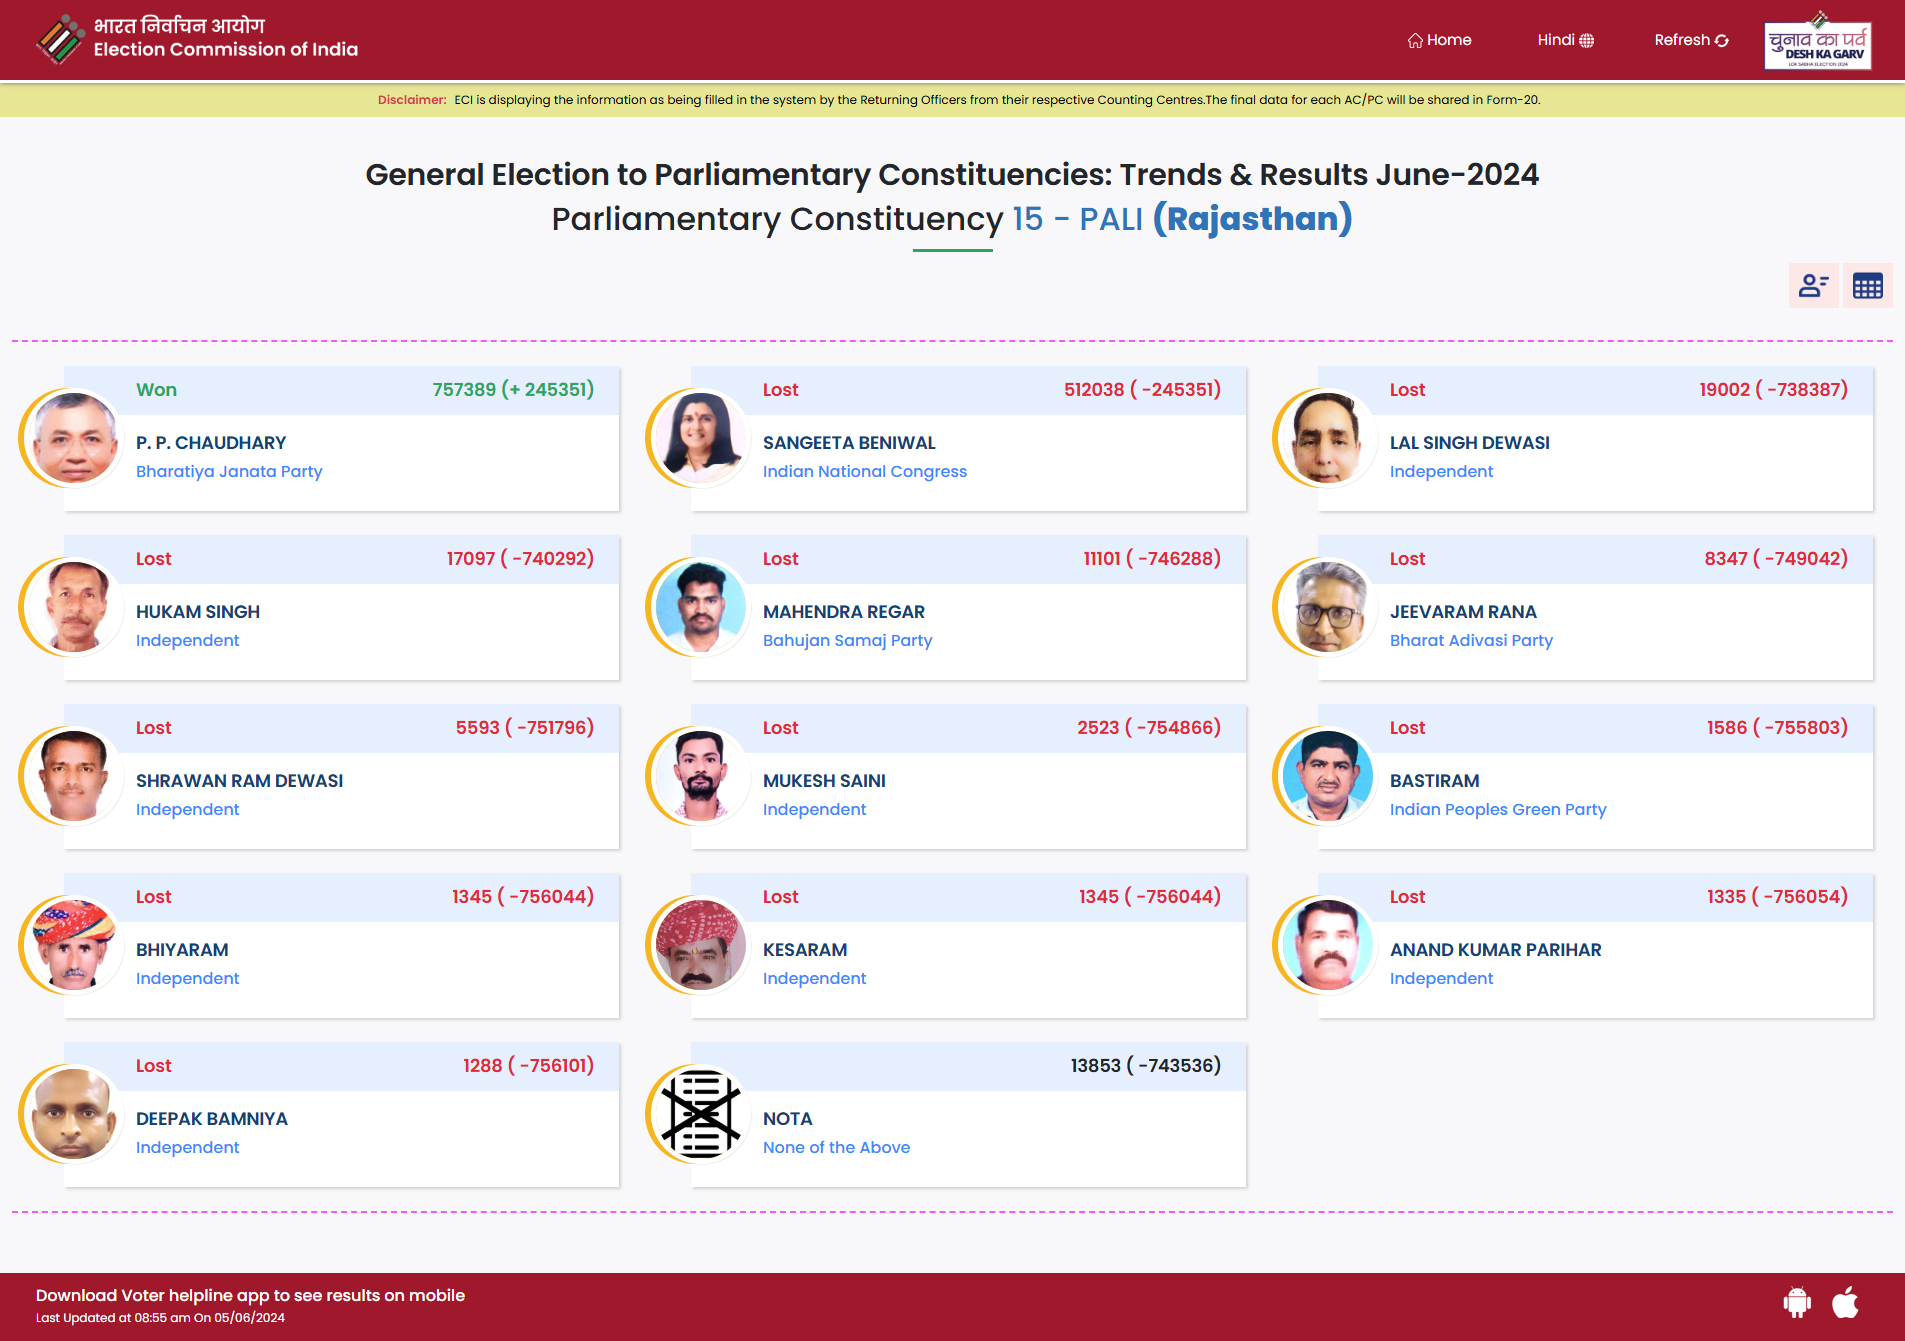 भारत निर्वाचन आयोग
Election Commission of India
Home
Hindi
Refresh
चुनाव का पर्व
DESH KA GARV
LOK SABHA ELECTION 2024
Disclaimer: ECI is displaying the information as being filled in the system by the Returning Officers from their respective Counting Centres.The final data for each AC/PC will be shared in Form-20.
General Election to Parliamentary Constituencies: Trends & Results June-2024
Parliamentary Constituency 15 - PALI (Rajasthan)
Won 757389 (+ 245351)
P. P. CHAUDHARY
Bharatiya Janata Party
Lost 512038 ( -245351)
SANGEETA BENIWAL
Indian National Congress
Lost 19002 ( -738387)
LAL SINGH DEWASI
Independent
Lost 17097 ( -740292)
HUKAM SINGH
Independent
Lost 11101 ( -746288)
MAHENDRA REGAR
Bahujan Samaj Party
Lost 8347 ( -749042)
JEEVARAM RANA
Bharat Adivasi Party
Lost 5593 ( -751796)
SHRAWAN RAM DEWASI
Independent
Lost 2523 ( -754866)
MUKESH SAINI
Independent
Lost 1586 ( -755803)
BASTIRAM
Indian Peoples Green Party
Lost 1345 ( -756044)
BHIYARAM
Independent
Lost 1345 ( -756044)
KESARAM
Independent
Lost 1335 ( -756054)
ANAND KUMAR PARIHAR
Independent
Lost 1288 ( -756101)
DEEPAK BAMNIYA
Independent
13853 ( -743536)
NOTA
None of the Above
Download Voter helpline app to see results on mobile
Last Updated at 08:55 am On 05/06/2024